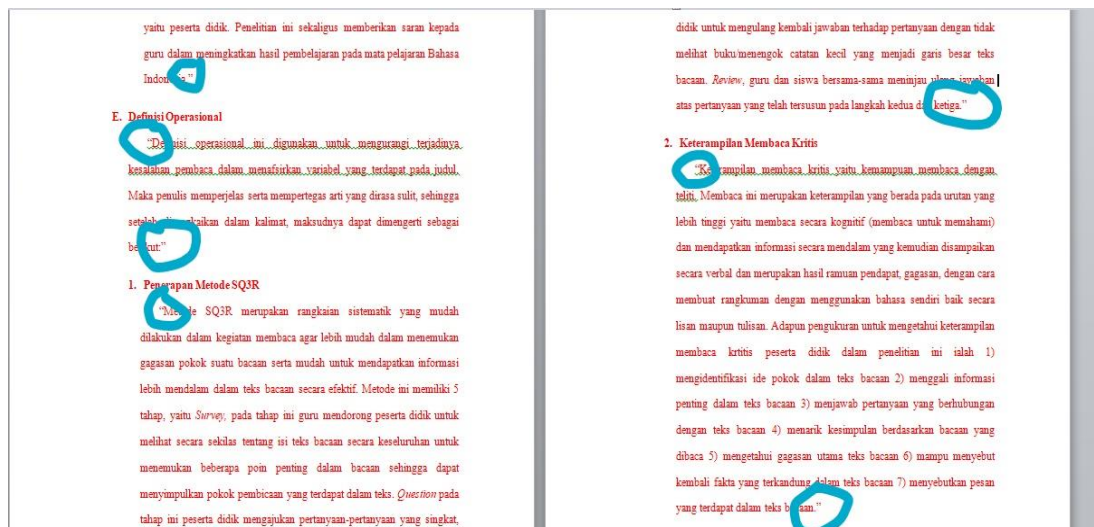 yaitu peserta didik. Penelitian ini sekaligus memberikan saran kepada
guru dalam meningkatkan hasil pembelajaran pada mata pelajaran Bahasa
Indonesia.”
E. Definisi Operasional
“Definisi operasional ini digunakan untuk mengurangi terjadinya
kesalahan pembaca dalam menafsirkan variabel yang terdapat pada judul.
Maka penulis memperjelas serta mempertegas arti yang dirasa sulit, sehingga
setelah dalam kalimat, maksudnya dapat dimengerti sebagai
berikut:”
1. Penerapan Metode SQ3R
“Metode SQ3R merupakan rangkaian sistematik yang mudah
dilakukan dalam kegiatan membaca agar lebih mudah dalam menemukan
gagasan pokok suatu bacaan serta mudah untuk mendapatkan informasi
lebih mendalam dalam teks bacaan secara efektif. Metode ini memiliki 5
tahap, yaitu Survey, pada tahap ini guru mendorong peserta didik untuk
melihat secara sekilas tentang isi teks bacaan secara keseluruhan untuk
menemukan beberapa poin penting dalam bacaan sehingga dapat
menyimpulkan pokok pembicaan yang terdapat dalam teks. Question pada
tahap ini peserta didik mengajukan pertanyaan-pertanyaan yang singkat,
didik untuk mengulang kembali jawaban terhadap pertanyaan dengan tidak
melihat buku/menengok catatan kecil yang menjadi garis besar teks
bacaan. Review, guru dan siswa bersama-sama meninjau ulang jawaban
atas pertanyaan yang telah tersusun pada langkah kedua dan ketiga.”
2. Keterampilan Membaca Kritis
“Keterampilan membaca kritis yaitu kemampuan membaca dengan
teliti. Membaca ini merupakan keterampilan yang berada pada urutan yang
lebih tinggi yaitu membaca secara kognitif (membaca untuk memahami)
dan mendapatkan informasi secara mendalam yang kemudian disampaikan
secara verbal dan merupakan hasil ramuan pendapat, gagasan, dengan cara
membuat rangkuman dengan menggunakan bahasa sendiri baik secara
lisan maupun tulisan. Adapun pengukuran untuk mengetahui keterampilan
membaca krtitis peserta didik dalam penelitian ini ialah 1)
mengidentifikasi ide pokok dalam teks bacaan 2) menggali informasi
penting dalam teks bacaan 3) menjawab pertanyaan yang berhubungan
dengan teks bacaan 4) menarik kesimpulan berdasarkan bacaan yang
dibaca 5) mengetahui gagasan utama teks bacaan 6) mampu menyebut
kembali fakta yang terkandung dalam teks bacaan 7) menyebutkan pesan
yang terdapat dalam teks bacaan.”